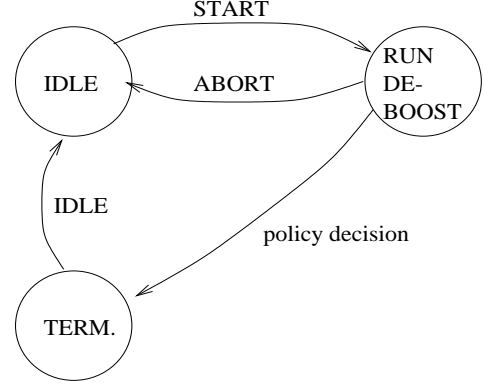 START
IDLE
ABORT
RUN
DE-
BOOST
IDLE
policy decision
TERM.